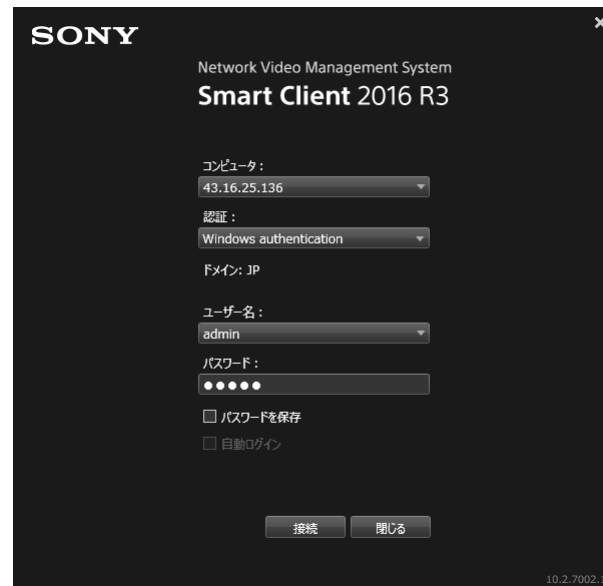 SONY
Network Video Management System
Smart Client 2016 R3
コンピュータ：
43.16.25.136
認証：
Windows authentication
ドメイン: JP
ユーザー名：
admin
パスワード：
●●●●●
パスワードを保存
自動ログイン
接続 閉じる
10.2.7002.